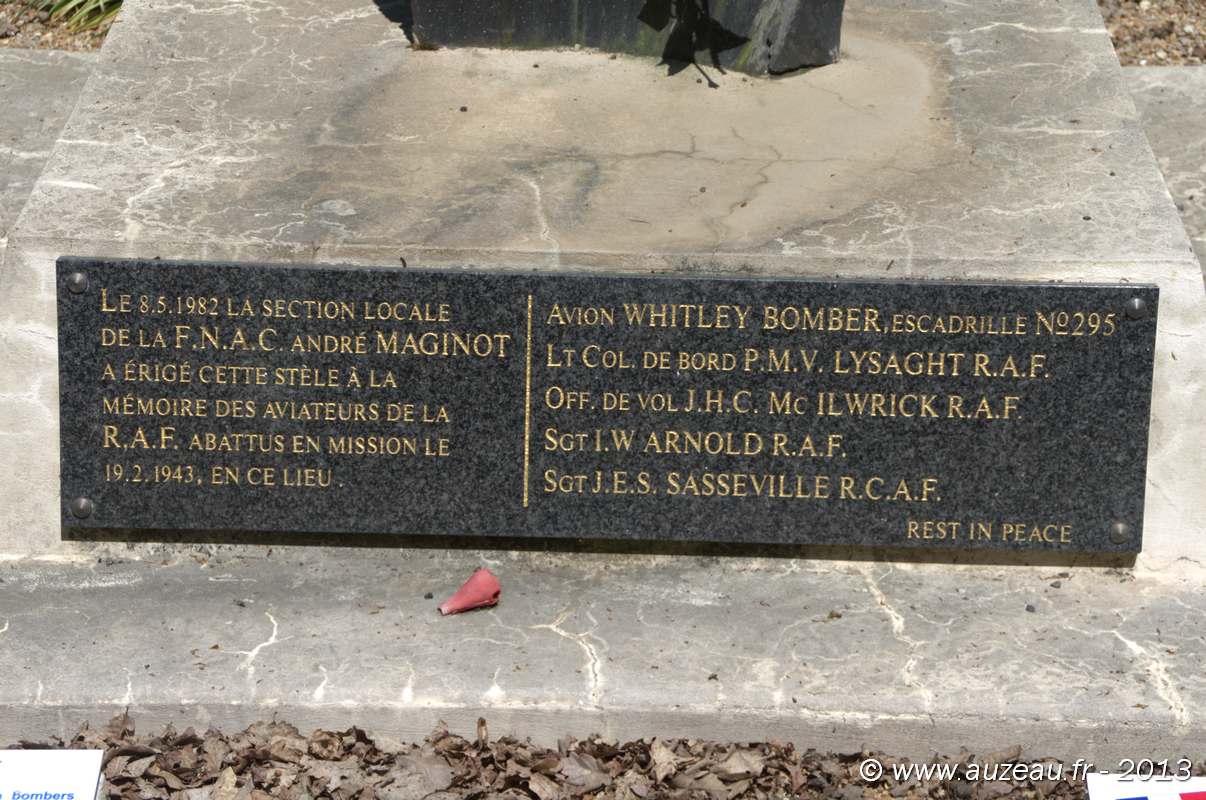 LE 8.5.1982 LA SECTION LOCALE
DE LA F.N.A.C. ANDRÉ MAGINOT
A ÉRIGÉ CETTE STÈLE À LA
MÉMOIRE DES AVIATEURS DE LA
R.A.F. ABATTUS EN MISSION LE
19.2.1943, EN CE LIEU.
AVION WHITLEY BOMBER, ESCADRILLE Nº295
LT COL. DE BORD P.M.V. LYSAGHT R.A.F.
OFF. DE VOL J.H.C. MC ILWRICK R.A.F.
SGT I.W ARNOLD R.A.F.
SGT J.E.S. SASSEVILLE R.C.A.F.
REST IN PEACE
Bombers
© www.auzeau.fr - 2013